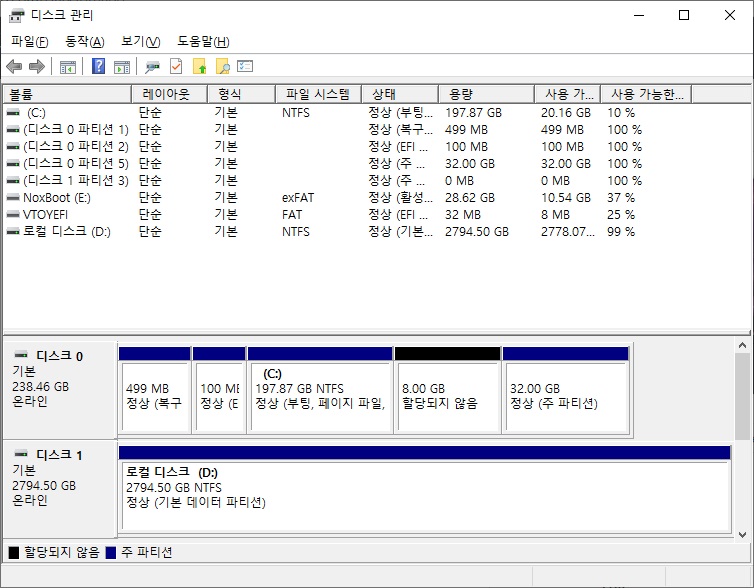 디스크 관리
파일(F) 동작(A) 보기(V) 도움말(H)
볼륨 레이아웃 형식 파일 시스템 상태 용량 사용 가... 사용 가능한...
(C:) 단순 기본 NTFS 정상 (부팅... 197.87 GB 20.16 GB 10 %
(디스크 0 파티션 1) 단순 기본 정상 (복구... 499 MB 499 MB 100 %
(디스크 0 파티션 2) 단순 기본 정상 (EFI ... 100 MB 100 MB 100 %
(디스크 0 파티션 5) 단순 기본 정상 (주 ... 32.00 GB 32.00 GB 100 %
(디스크 1 파티션 3) 단순 기본 정상 (주 ... 0 MB 0 MB 100 %
NoxBoot (E:) 단순 기본 exFAT 정상 (활성... 28.62 GB 10.54 GB 37 %
VTOYEFI 단순 기본 FAT 정상 (EFI ... 32 MB 8 MB 25 %
로컬 디스크 (D:) 단순 기본 NTFS 정상 (기본... 2794.50 GB 2778.07... 99 %
디스크 0
기본
238.46 GB
온라인
499 MB
정상 (복구
100 ME
정상 (E
(C:)
197.87 GB NTFS
정상 (부팅, 페이지 파일,
8.00 GB
할당되지 않음
32.00 GB
정상 (주 파티션)
디스크 1
기본
2794.50 GB
온라인
로컬 디스크 (D:)
2794.50 GB NTFS
정상 (기본 데이터 파티션)
할당되지 않음 주 파티션